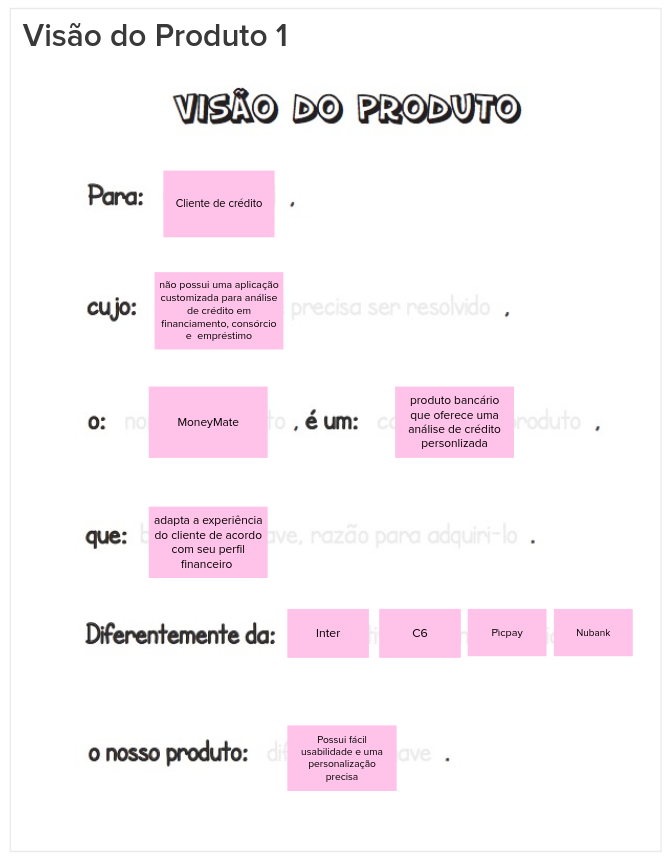 Visão do Produto 1
VISÃO DO PRODUTO
Para: Cliente de crédito ,
cujo: não possui uma aplicação
customizada para análise
de crédito em
financiamento, consórcio
e empréstimo
precisa ser resolvido ,
o: MoneyMate , é um: produto bancário
que oferece uma
análise de crédito
personlizada
,
que: adapta a experiência
do cliente de acordo
com seu perfil
financeiro
, razão para adquiri-lo .
Diferentemente da: Inter C6 Picpay Nubank
o nosso produto: Possui fácil
usabilidade e uma
personalização
precisa
.